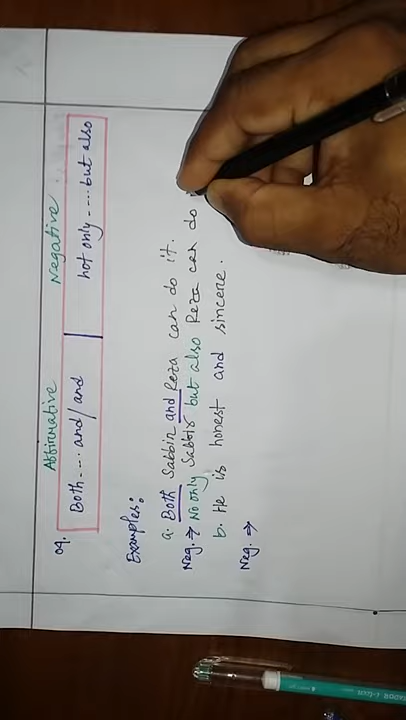 Affirmative Negative
04. Both .... and/and not only .... but also
Examples:
a. Both Sabbir and Reza can do it.
Neg. ⇒ No only Sabbir but also Reza can do
b. He is honest and sincere.
Neg. ⇒